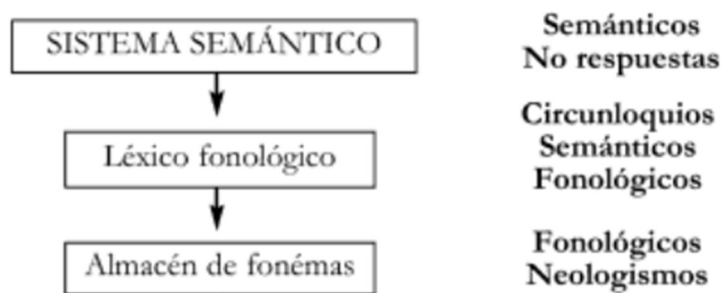 SISTEMA SEMÁNTICO
Semánticos
No respuestas
Léxico fonológico
Circunloquios
Semánticos
Fonológicos
Almacén de fonémas
Fonológicos
Neologismos